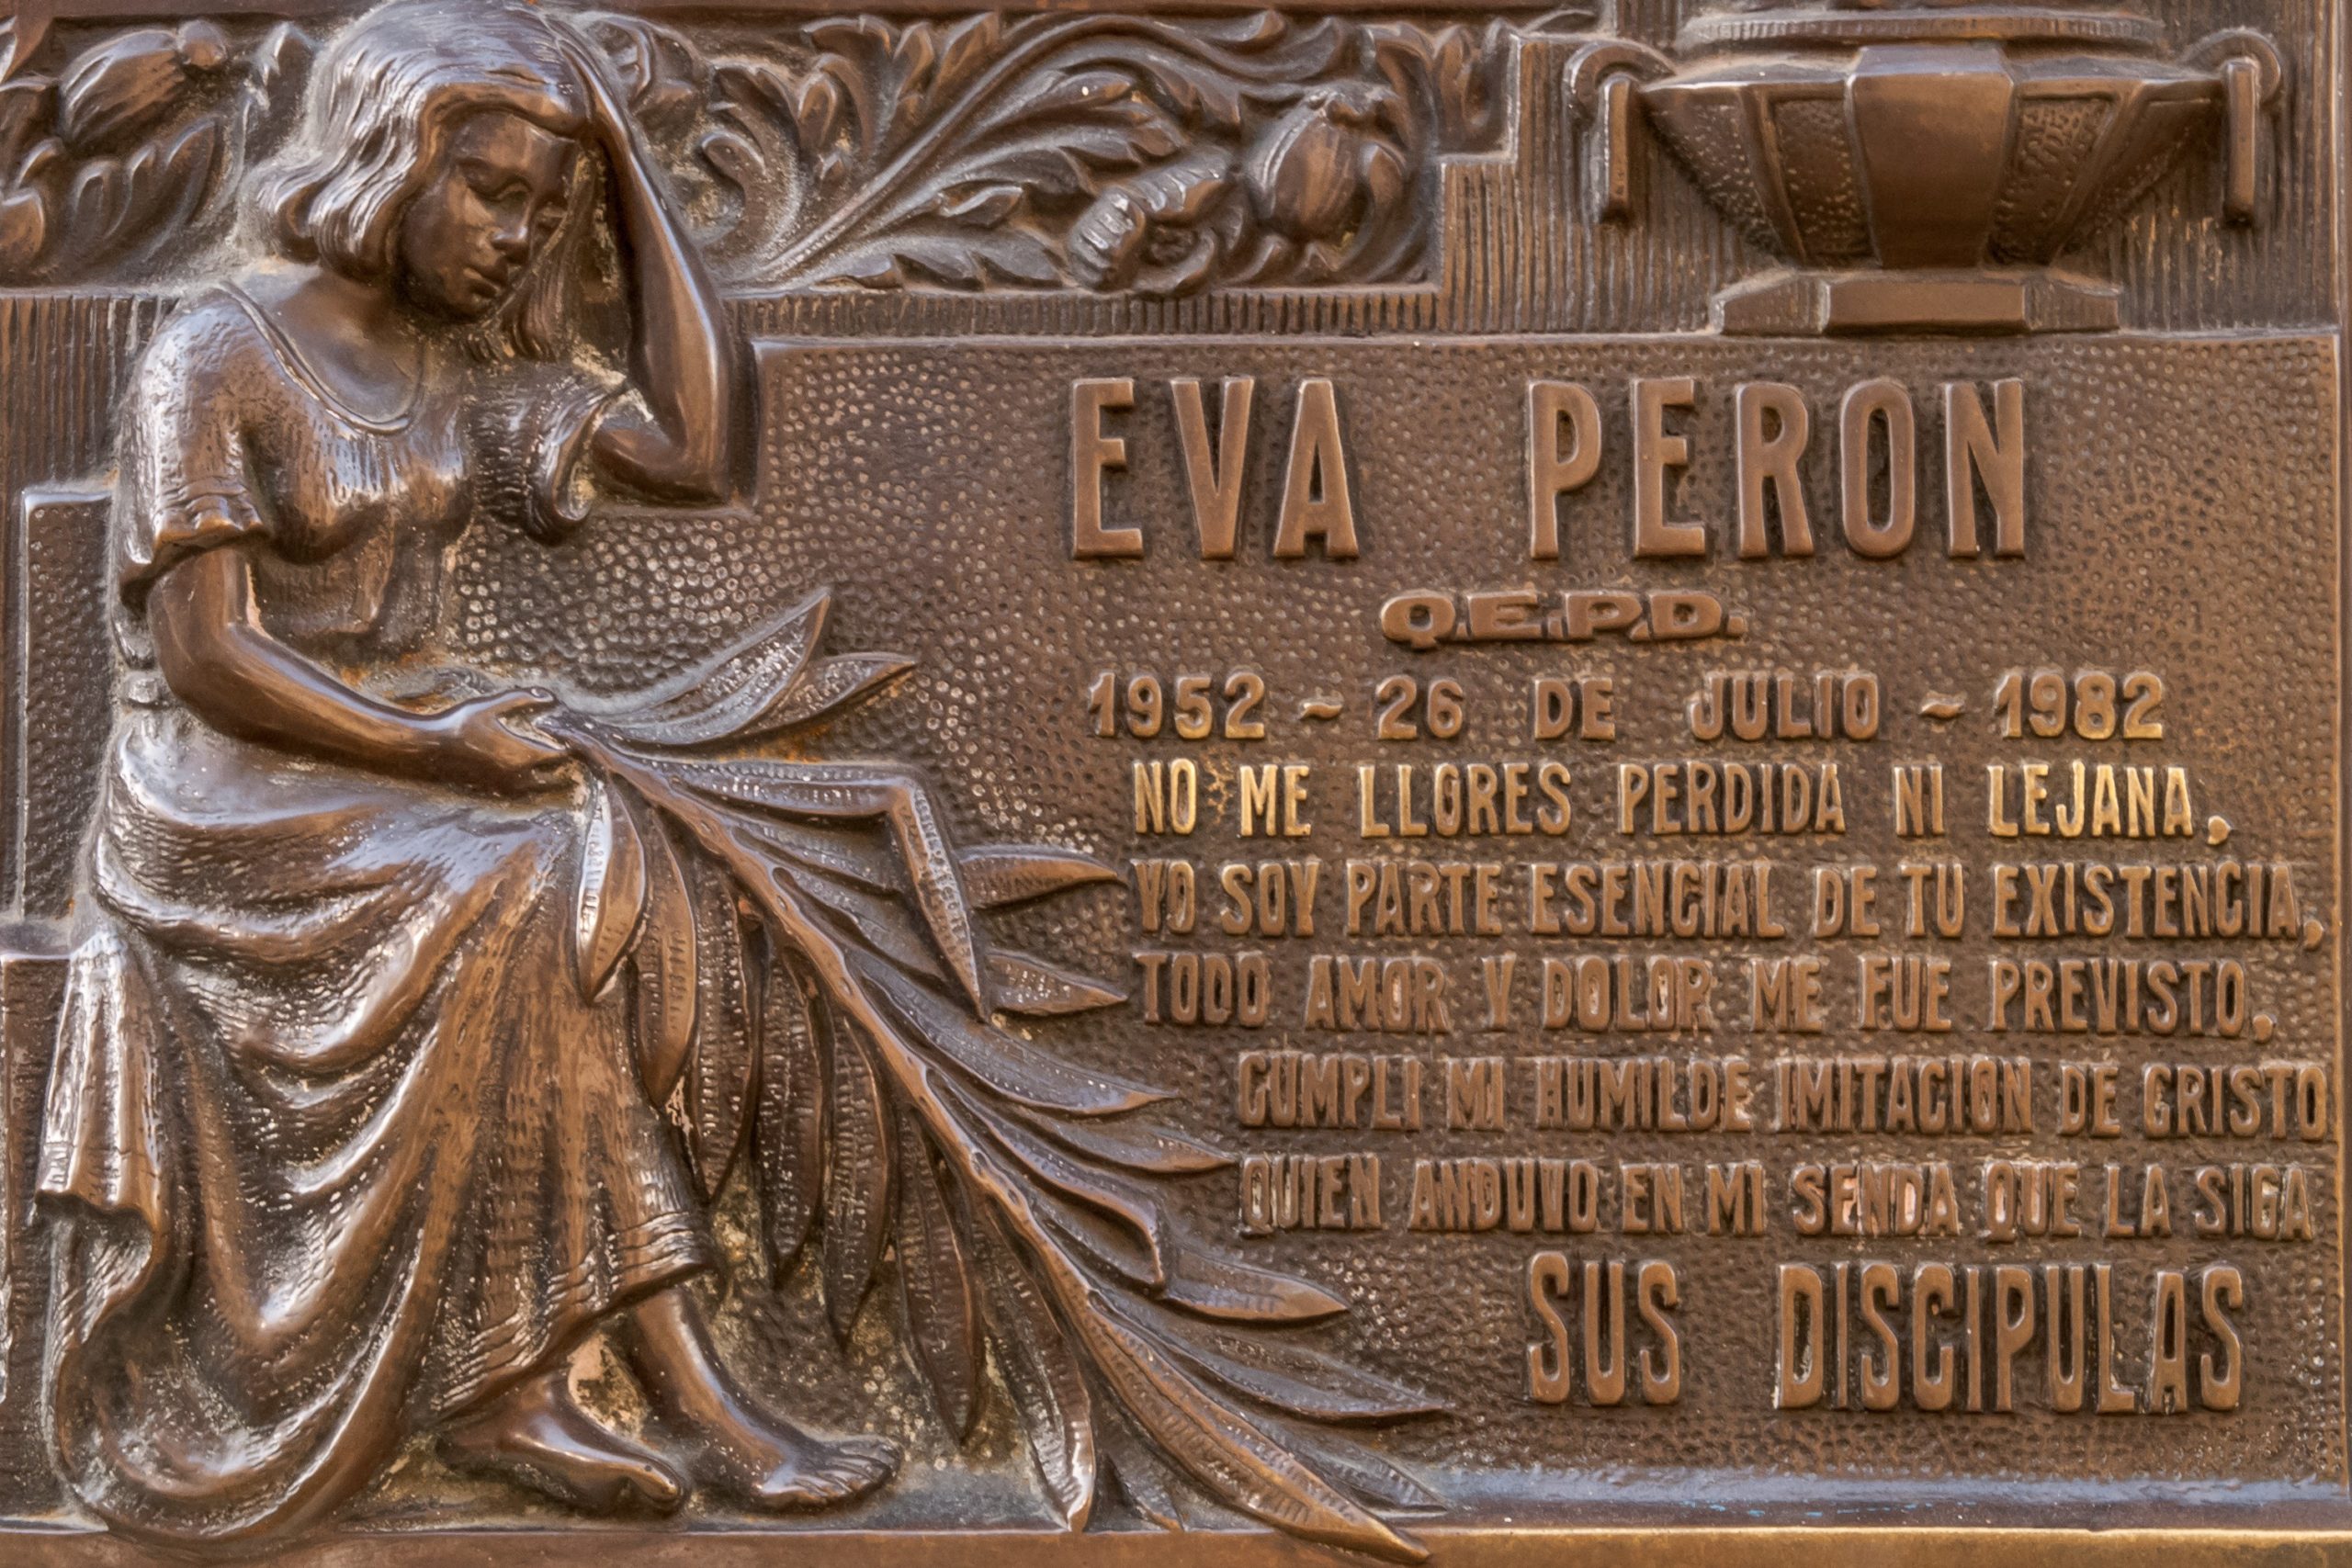 EVA PERON
Q.E.P.D.
1952 ~ 26 DE JULIO ~ 1982
NO ME LLORES PERDIDA NI LEJANA,
YO SOY PARTE ESENCIAL DE TU EXISTENCIA,
TODO AMOR Y DOLOR ME FUE PREVISTO,
CUMPLI MI HUMILDE IMITACION DE CRISTO
QUIEN ANDUVO EN MI SENDA QUE LA SIGA
SUS DISCIPULAS